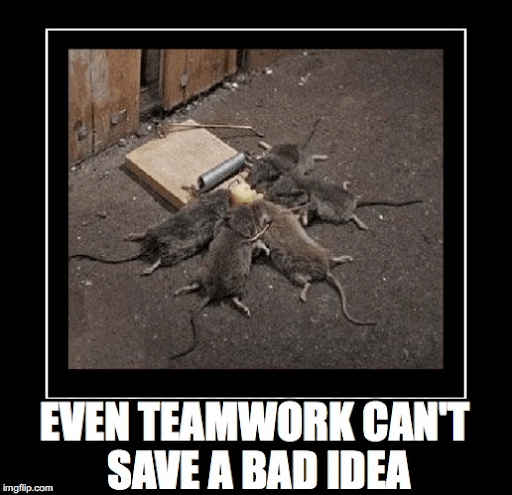 EVEN TEAMWORK CAN'T
SAVE A BAD IDEA
imgflip.com